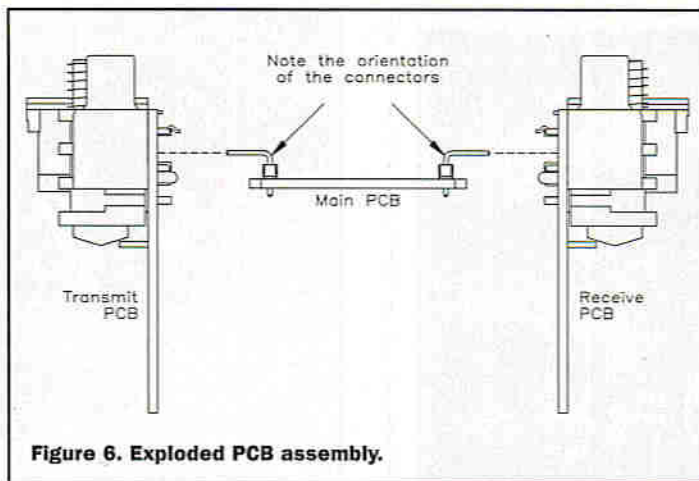 Note the orientation
of the connectors
Main PCB
Transmit
PCB
Receive
PCB
Figure 6. Exploded PCB assembly.